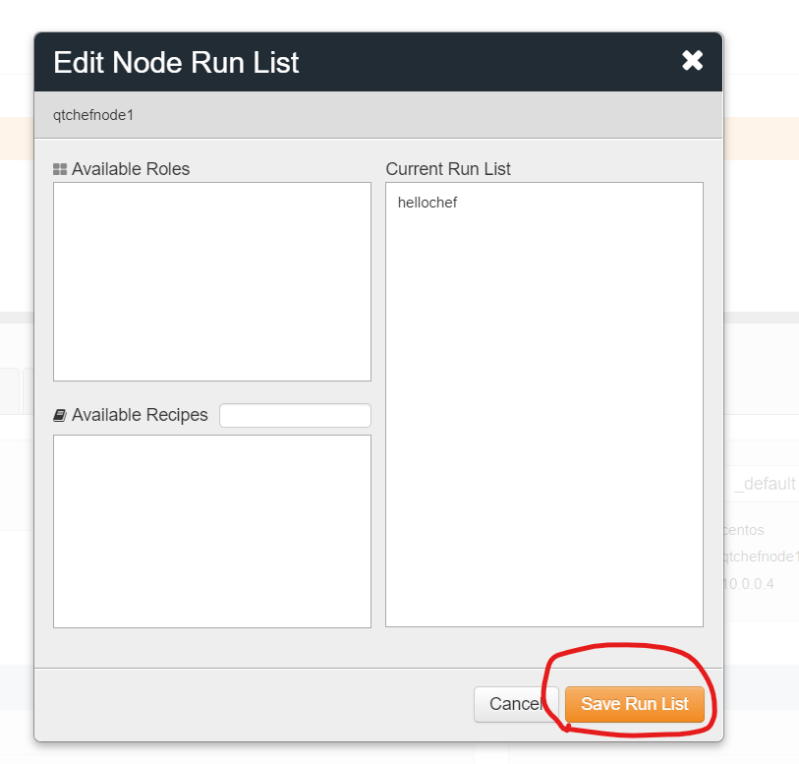 Edit Node Run List
qtchefnode1
Available Roles
Current Run List
hellochef
Available Recipes
_default
centos
qtchefnode1
10.0.0.4
Cancel
Save Run List